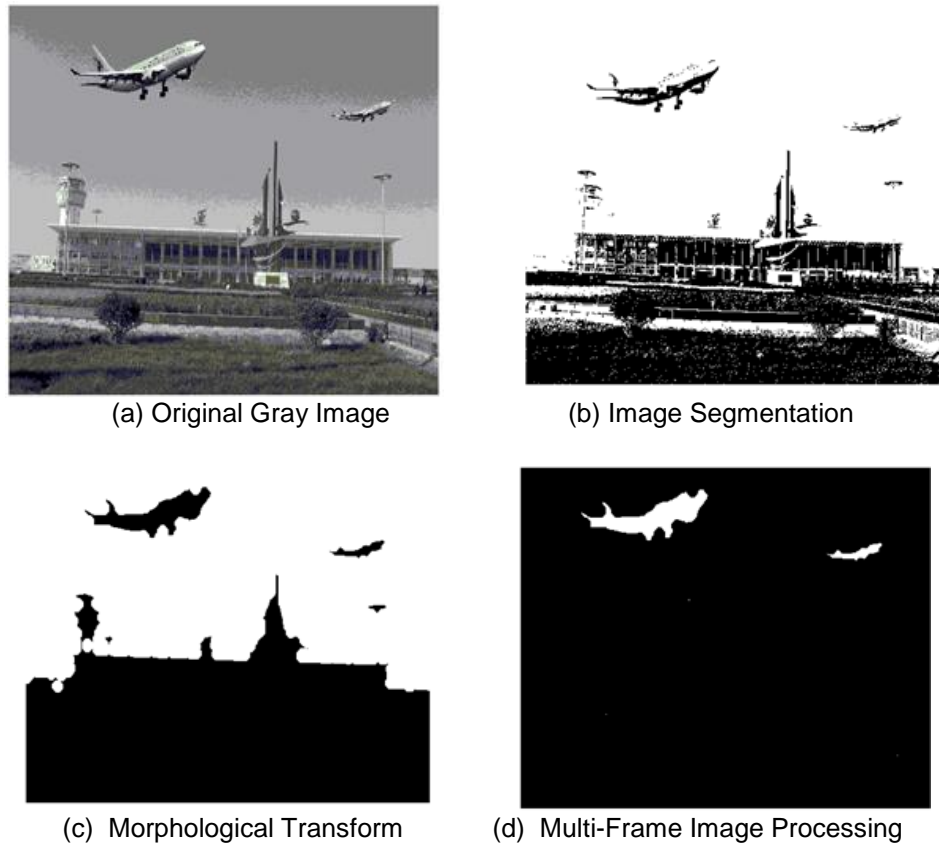 (a) Original Gray Image
(b) Image Segmentation
(c) Morphological Transform
(d) Multi-Frame Image Processing